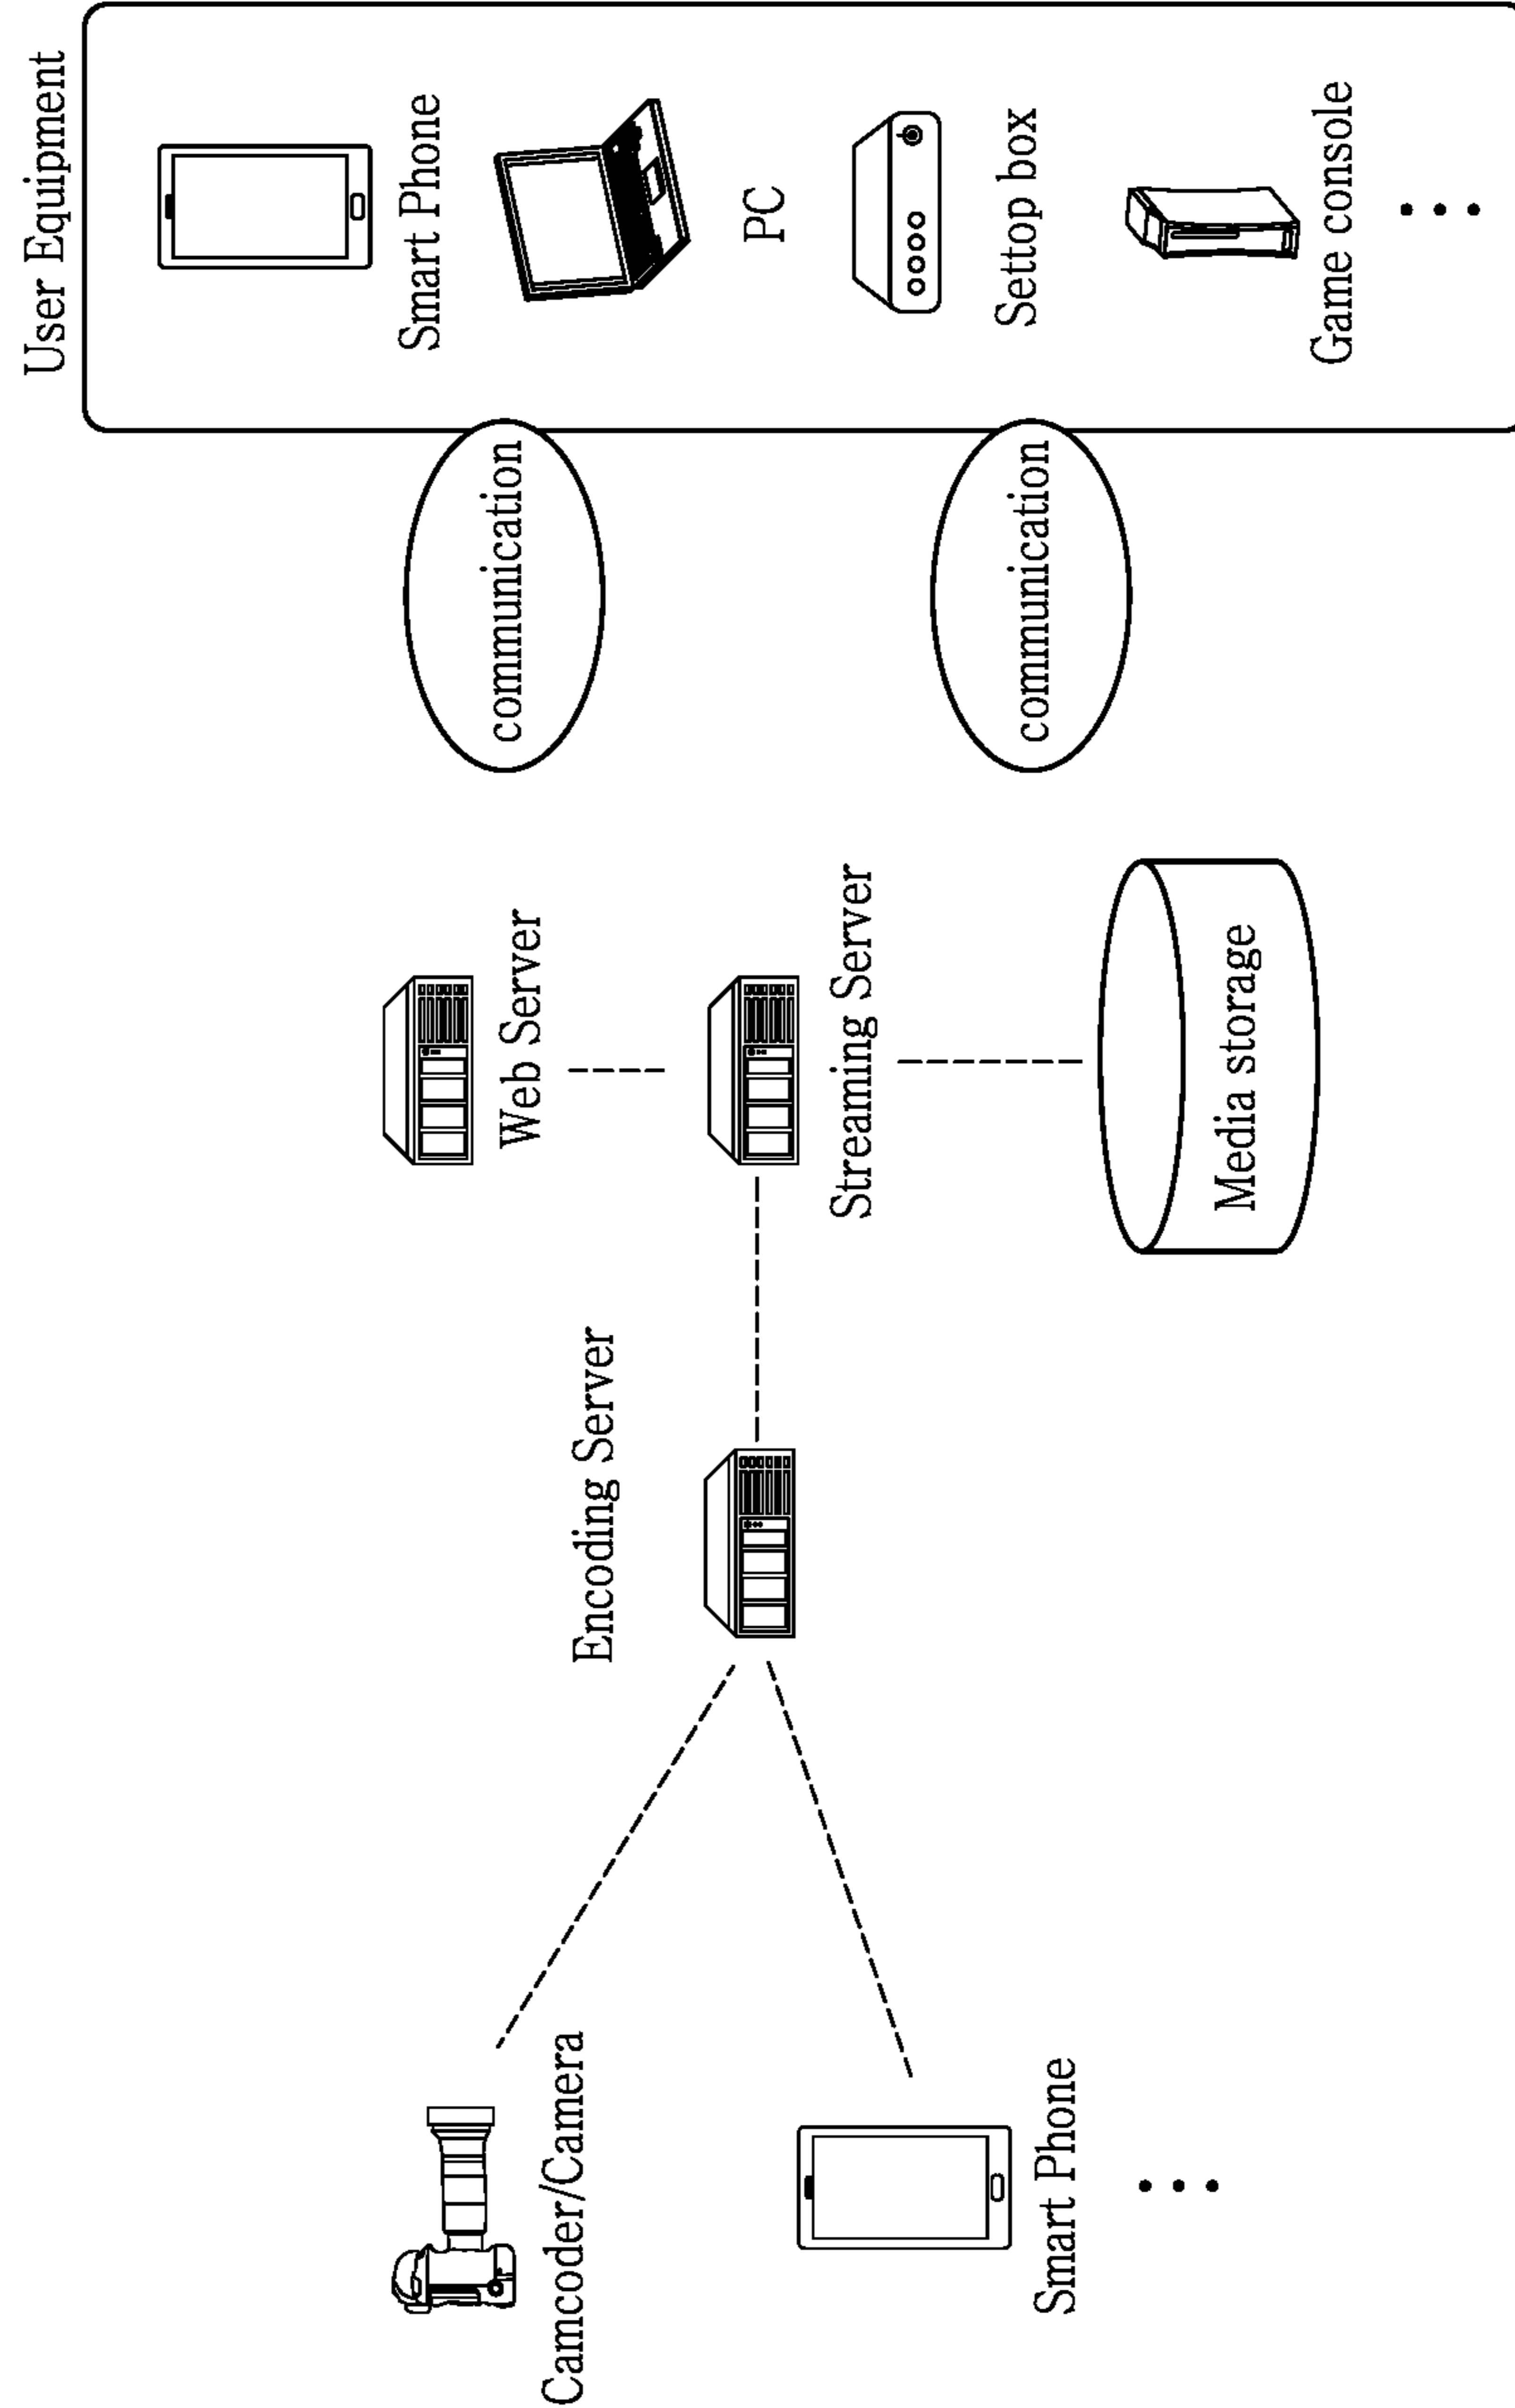 Camcoder/Camera
Smart Phone
Encoding Server
Web Server
Streaming Server
Media storage
communication
communication
User Equipment
Smart Phone
PC
Settop box
Game console